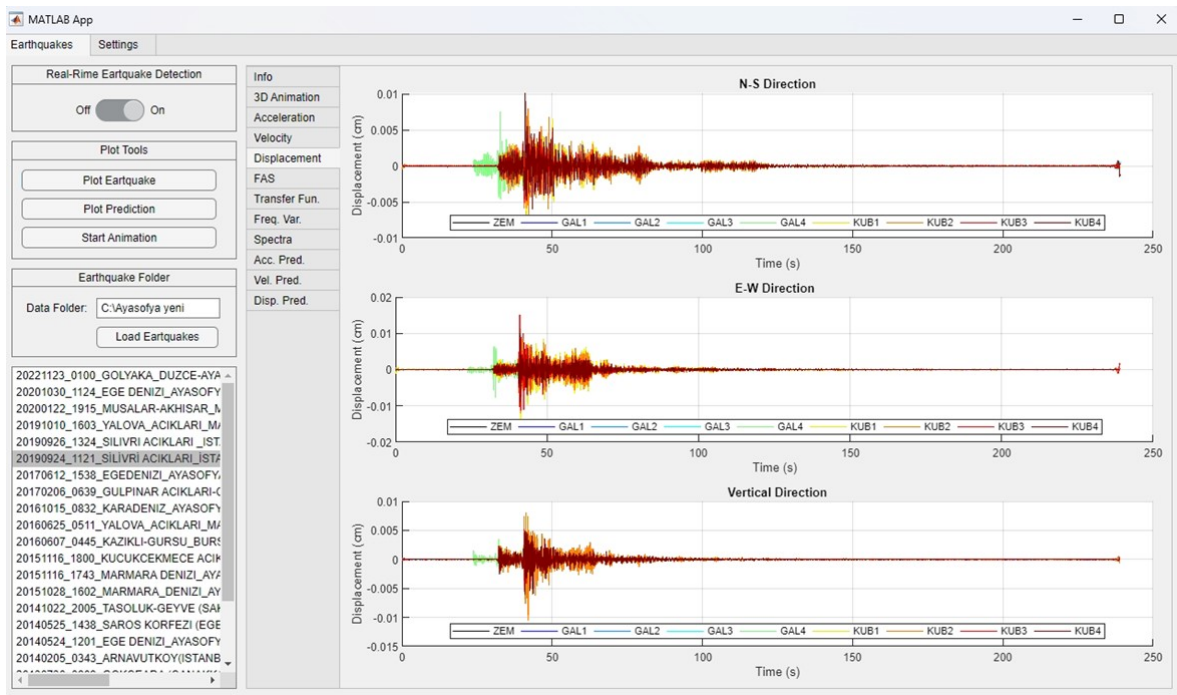 MATLAB App
Earthquakes Settings
Real-Rime Eartquake Detection
Off On
Plot Tools
Plot Eartquake
Plot Prediction
Start Animation
Earthquake Folder
Data Folder: C:\Ayasofya yeni
Load Eartquakes
20221123_0100_GOLYAKA_DUZCE-AYA
20201030_1124_EGE DENIZI_AYASOFY
20200122_1915_MUSALAR-AKHISAR_M
20191010_1603_YALOVA_ACIKLARI_MA
20190926_1324_SILIVRI ACIKLARI _IST
20190924_1121_SİLİVRİ ACIKLARI_İSTA
20170612_1538_EGEDENIZI_AYASOFYA
20170206_0639_GULPINAR ACIKLARI-C
20161015_0832_KARADENIZ_AYASOFY
20160625_0511_YALOVA_ACIKLARI_MA
20160607_0445_KAZIKLI-GURSU_BURS
20151116_1800_KUCUKCEKMECE ACIK
20151116_1743_MARMARA DENIZI_AYA
20151028_1602_MARMARA_DENIZI_AY
20141022_2005_TASOLUK-GEYVE (SAK
20140525_1438_SAROS KORFEZI (EGE
20140524_1201_EGE DENIZI_AYASOFY
20140205_0343_ARNAVUTKOY(ISTANB
Info
3D Animation
Acceleration
Velocity
Displacement
FAS
Transfer Fun.
Freq. Var.
Spectra
Acc. Pred.
Vel. Pred.
Disp. Pred.
N-S Direction
Displacement (cm)
0.01
0.005
0
-0.005
-0.01
ZEM GAL1 GAL2 GAL3 GAL4 KUB1 KUB2 KUB3 KUB4
0 50 100 150 200 250
Time (s)
E-W Direction
Displacement (cm)
0.02
0.01
0
-0.01
-0.02
ZEM GAL1 GAL2 GAL3 GAL4 KUB1 KUB2 KUB3 KUB4
0 50 100 150 200 250
Time (s)
Vertical Direction
Displacement (cm)
0.01
0.005
0
-0.005
-0.01
-0.015
ZEM GAL1 GAL2 GAL3 GAL4 KUB1 KUB2 KUB3 KUB4
0 50 100 150 200 250
Time (s)